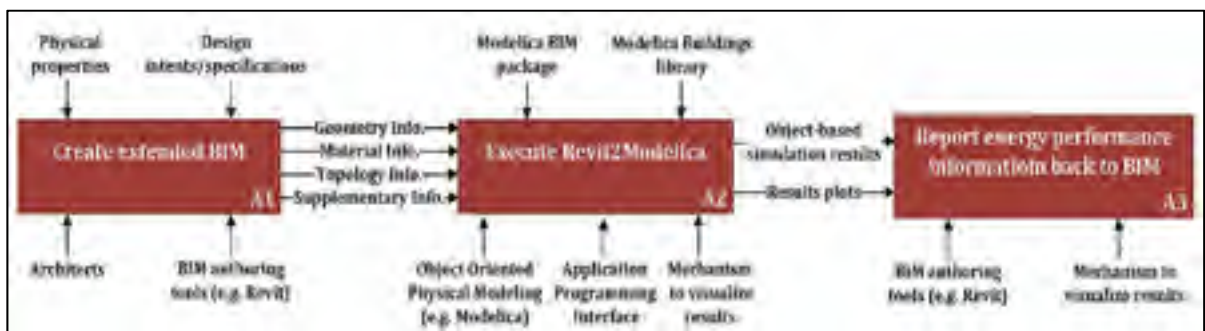 Physical
properties
Design
intents/specifications
Modelica BIM
package
Modelica Buildings
library
Create extended BIM
A1
Geometry Info.
Material Info.
Topology Info.
Supplementary Info.
Execute Revit2Modelica
A2
Object-based
simulation results
Results plots
Report energy performance
information back to BIM
A3
Architects
BIM authoring
tools (e.g. Revit)
Object Oriented
Physical Modeling
(e.g. Modelica)
Application
Programming
Interface
Mechanism
to visualize
results
BIM authoring
tools (e.g. Revit)
Mechanism to
visualize results